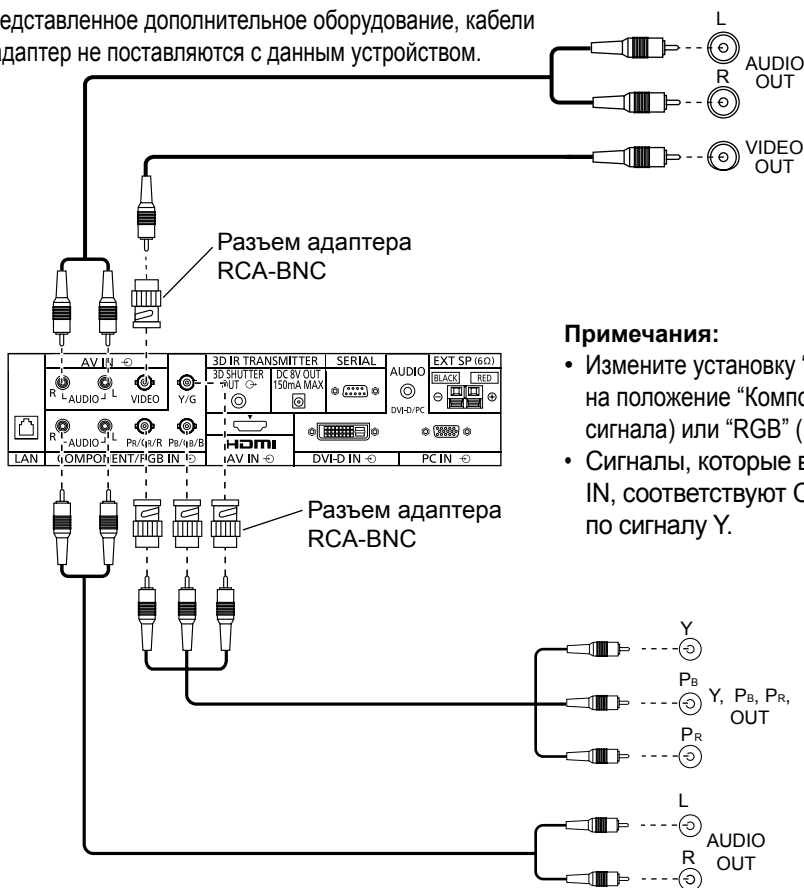 редставленное дополнительное оборудование, кабели
адаптер не поставляются с данным устройством.
L
R
AUDIO
OUT
VIDEO
OUT
Разъем адаптера
RCA-BNC
AV IN
R AUDIO L VIDEO
Y/G
3D IR TRANSMITTER
3D SHUTTER
OUT
DC 8V OUT
150mA MAX
SERIAL
AUDIO
DVI-D/PC
EXT SP (6Ω)
BLACK RED
R AUDIO L PR/CR/R PB/CB/B
HDMI
LAN COMPONENT/RGB IN AV IN DVI-D IN PC IN
Примечания:
• Измените установку “
на положение “Компо
сигнала) или “RGB” (
• Сигналы, которые в
IN, соответствуют С
по сигналу Y.
Разъем адаптера
RCA-BNC
Y
PB
PR
Y, PB, PR,
OUT
L
R
AUDIO
OUT